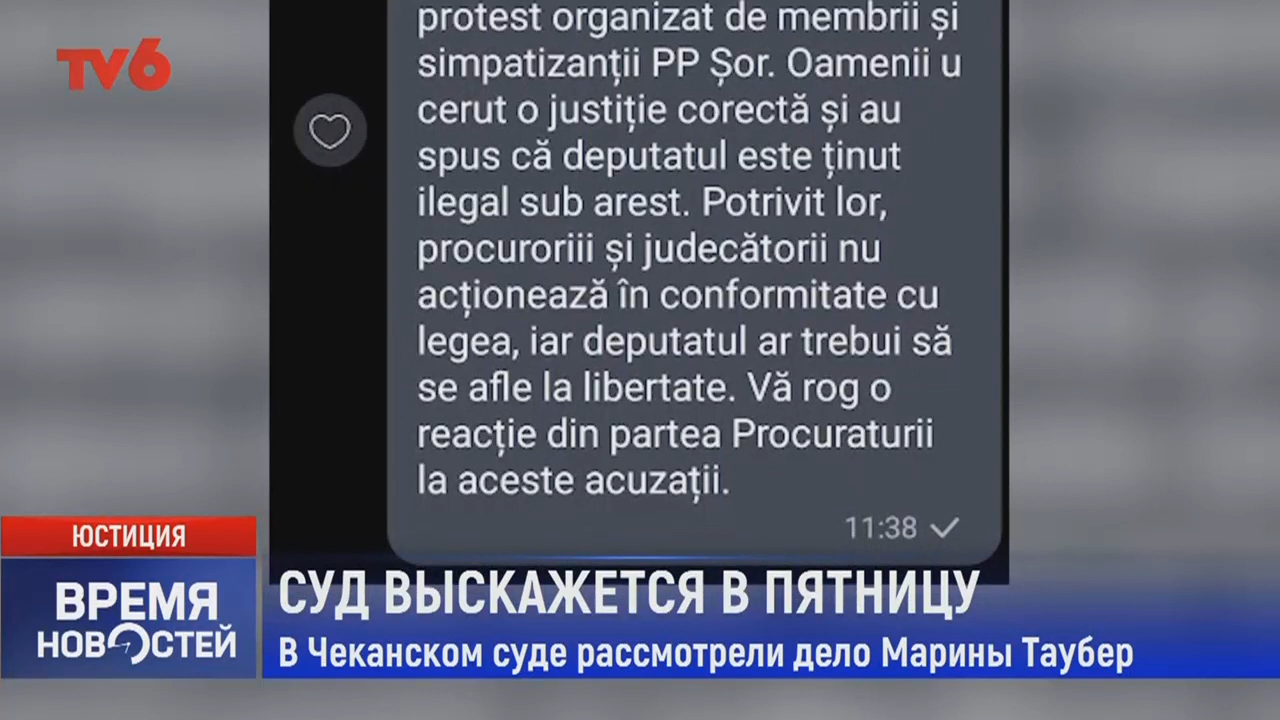 TV6
protest organizat de membrii și
simpatizanții PP Șor. Oamenii u
cerut o justiție corectă și au
spus că deputatul este ținut
ilegal sub arest. Potrivit lor,
procuroriii și judecătorii nu
acționează în conformitate cu
legea, iar deputatul ar trebui să
se afle la libertate. Vă rog o
reacție din partea Procuraturii
la aceste acuzații.
11:38
ЮСТИЦИЯ
ВРЕМЯ
НОВОСТЕЙ
СУД ВЫСКАЖЕТСЯ В ПЯТНИЦУ
В Чеканском суде рассмотрели дело Марины Таубер